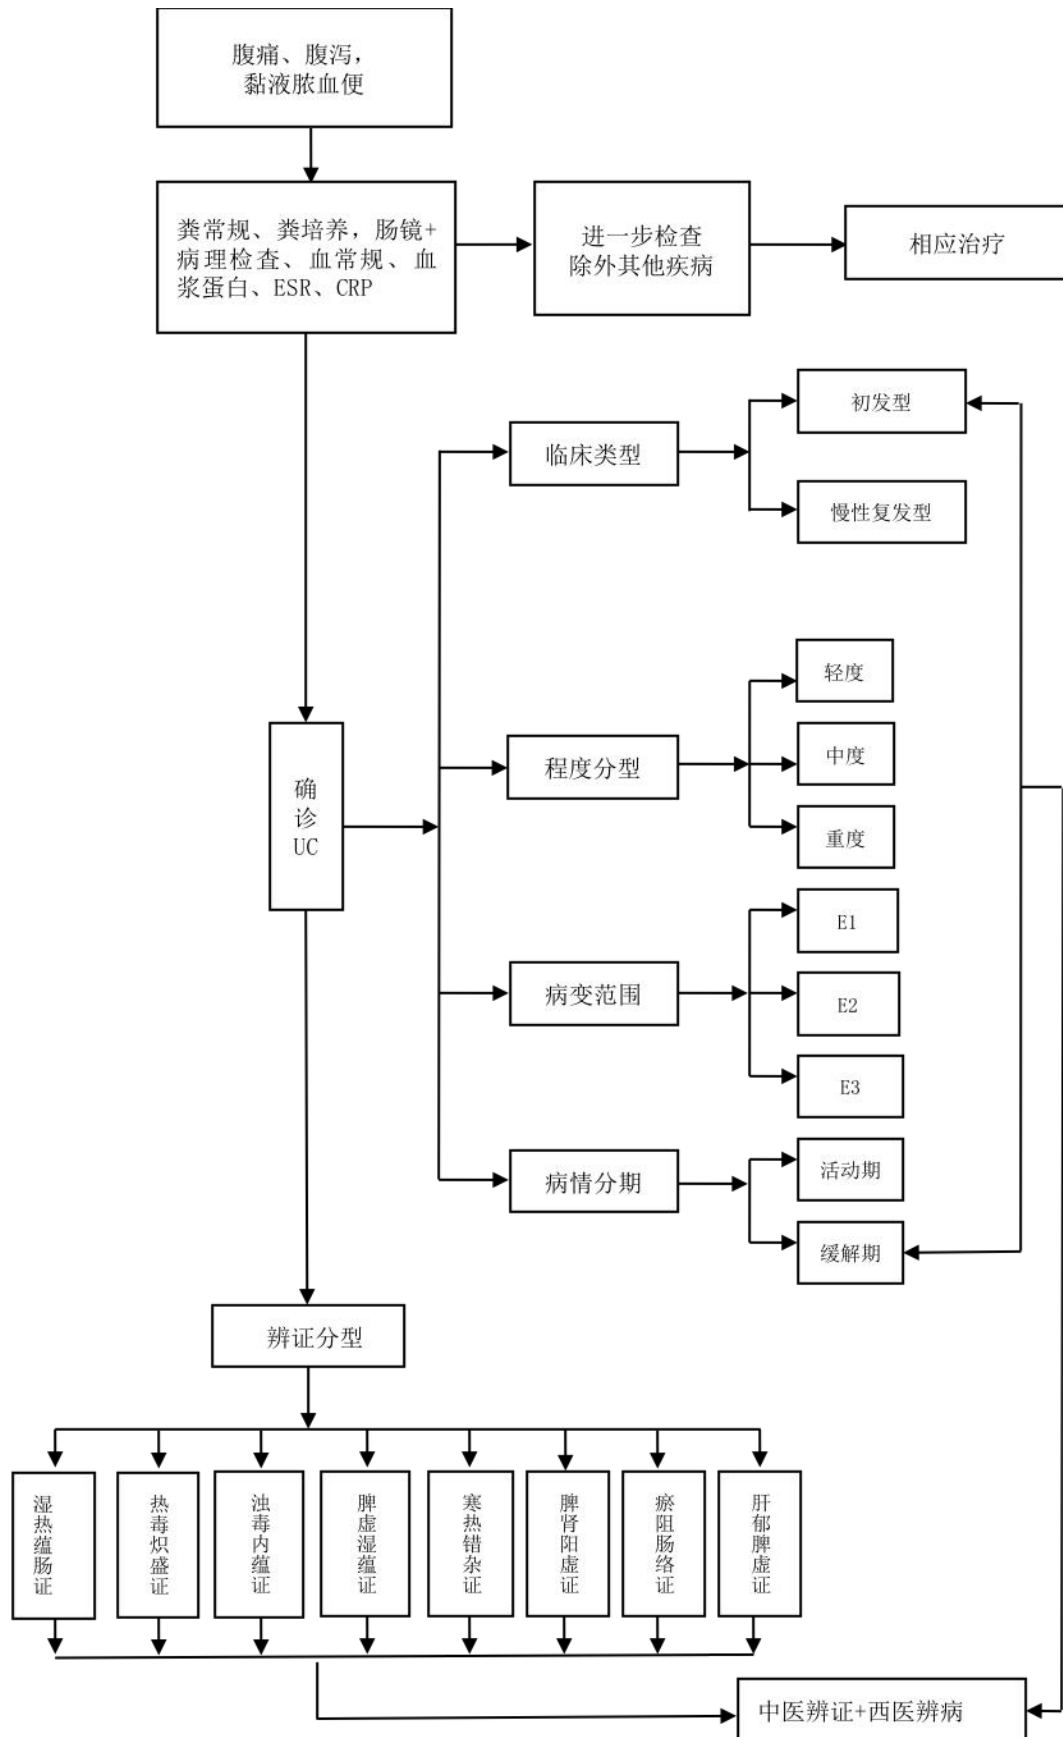 腹痛、腹泻，
黏液脓血便
粪常规、粪培养，肠镜+
病理检查、血常规、血
浆蛋白、ESR、CRP
进一步检查
除外其他疾病
相应治疗
初发型
临床类型
慢性复发型
轻度
程度分型
中度
重度
确
诊
UC
E1
病变范围
E2
E3
活动期
病情分期
缓解期
辨证分型
湿热蕴肠证
热毒炽盛证
浊毒内蕴证
脾虚湿蕴证
寒热错杂证
脾肾阳虚证
瘀阻肠络证
肝郁脾虚证
中医辨证+西医辨病